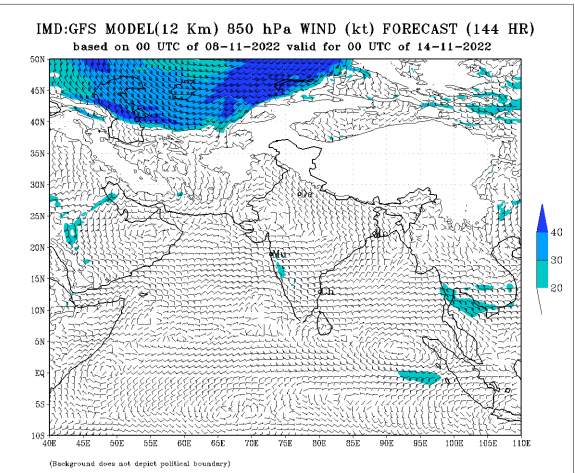 IMD:GFS MODEL(12 Km) 850 hPa WIND (kt) FORECAST (144 HR)
based on 00 UTC of 08-11-2022 valid for 00 UTC of 14-11-2022
50N
45N
40N
35N
30N
25N
20N
15N
10N
5N
EQ
5S
10S
40E 45E 50E 55E 60E 65E 70E 75E 80E 85E 90E 95E 100E 105E 110E
Mu
Ch
40
30
20
(Background does not depict political boundary)